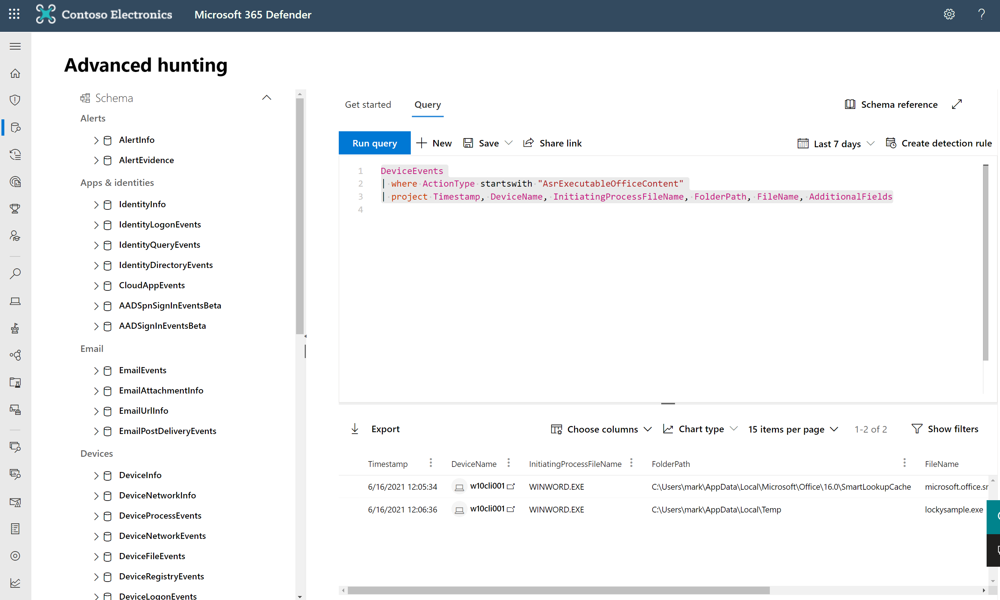 Contoso Electronics Microsoft 365 Defender
Advanced hunting
Schema
Alerts
AlertInfo
AlertEvidence
Apps & identities
IdentityInfo
IdentityLogonEvents
IdentityQueryEvents
IdentityDirectoryEvents
CloudAppEvents
AADSpnSignInEventsBeta
AADSignInEventsBeta
Email
EmailEvents
EmailAttachmentInfo
EmailUrlInfo
EmailPostDeliveryEvents
Devices
DeviceInfo
DeviceNetworkInfo
DeviceProcessEvents
DeviceNetworkEvents
DeviceFileEvents
DeviceRegistryEvents
DeviceLogonEvents
Get started Query Schema reference
Run query New Save Share link Last 7 days Create detection rule
1 DeviceEvents
2 | where ActionType startswith "AsrExecutableOfficeContent"
3 | project Timestamp, DeviceName, InitiatingProcessFileName, FolderPath, FileName, AdditionalFields
4
Export Choose columns Chart type 15 items per page 1-2 of 2 Show filters
Timestamp DeviceName InitiatingProcessFileName FolderPath FileName
6/16/2021 12:05:34 w10cli001 WINWORD.EXE C:\Users\mark\AppData\Local\Microsoft\Office\16.0\SmartLookupCache microsoft.office.sr
6/16/2021 12:06:36 w10cli001 WINWORD.EXE C:\Users\mark\AppData\Local\Temp lockysample.exe